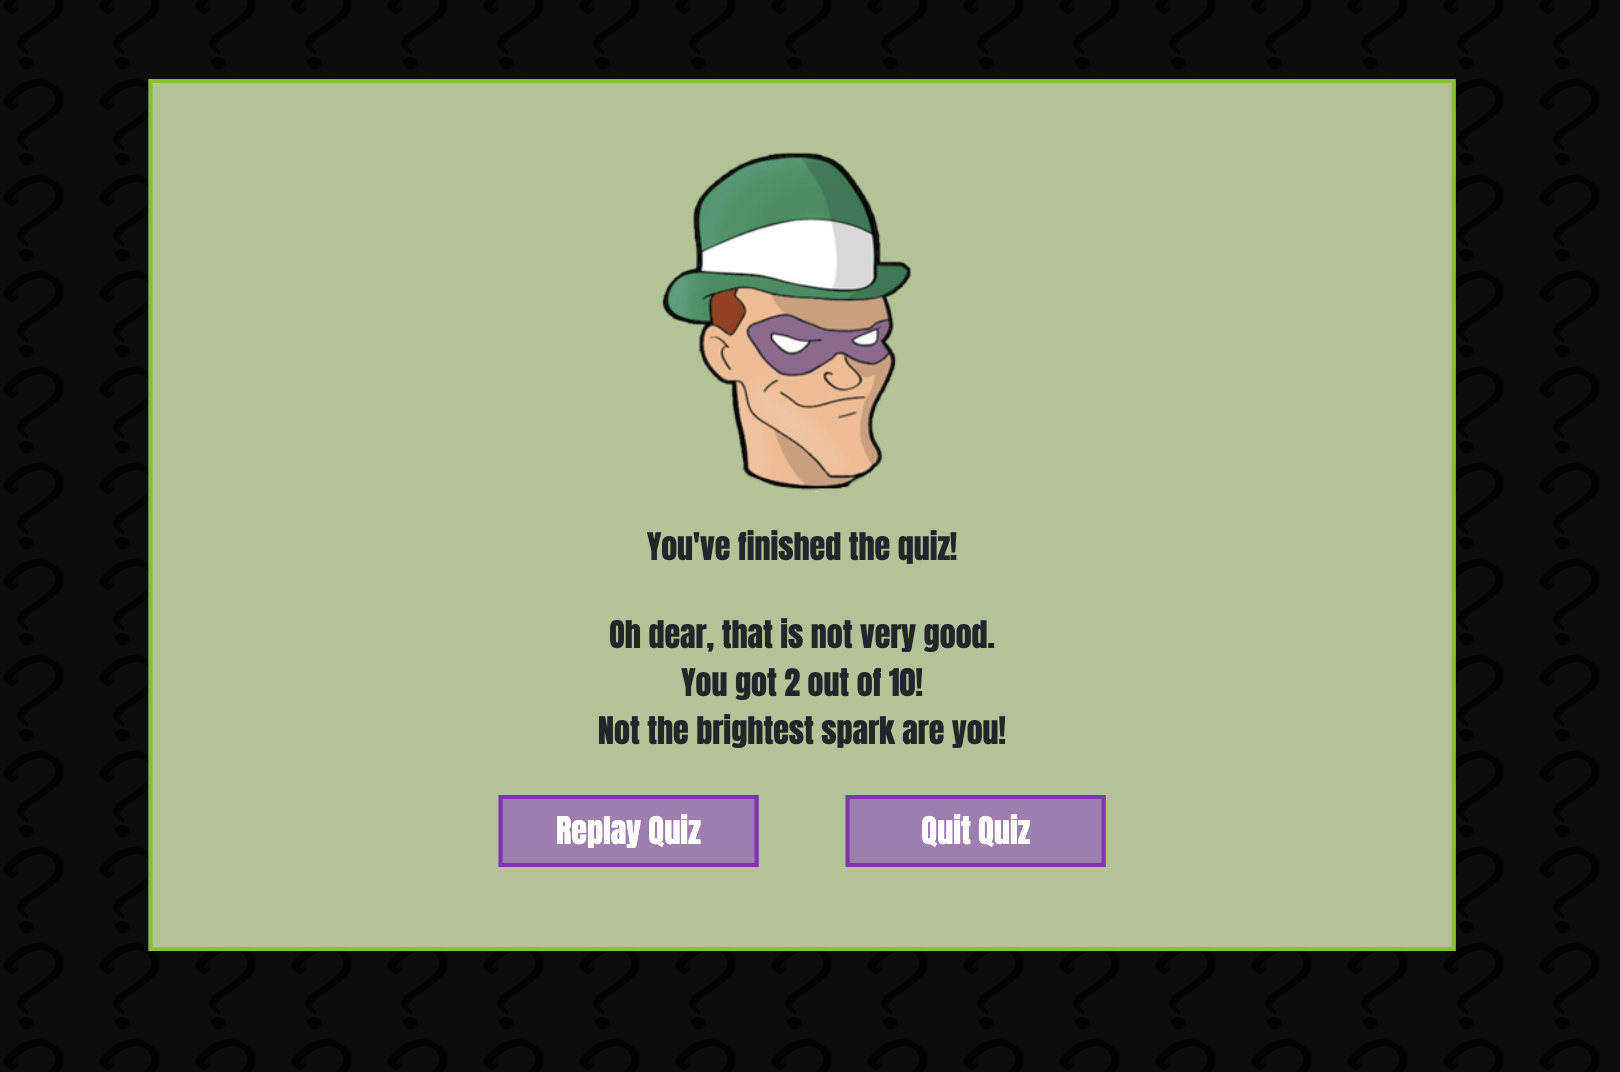 You've finished the quiz!
Oh dear, that is not very good.
You got 2 out of 10!
Not the brightest spark are you!
Replay Quiz
Quit Quiz